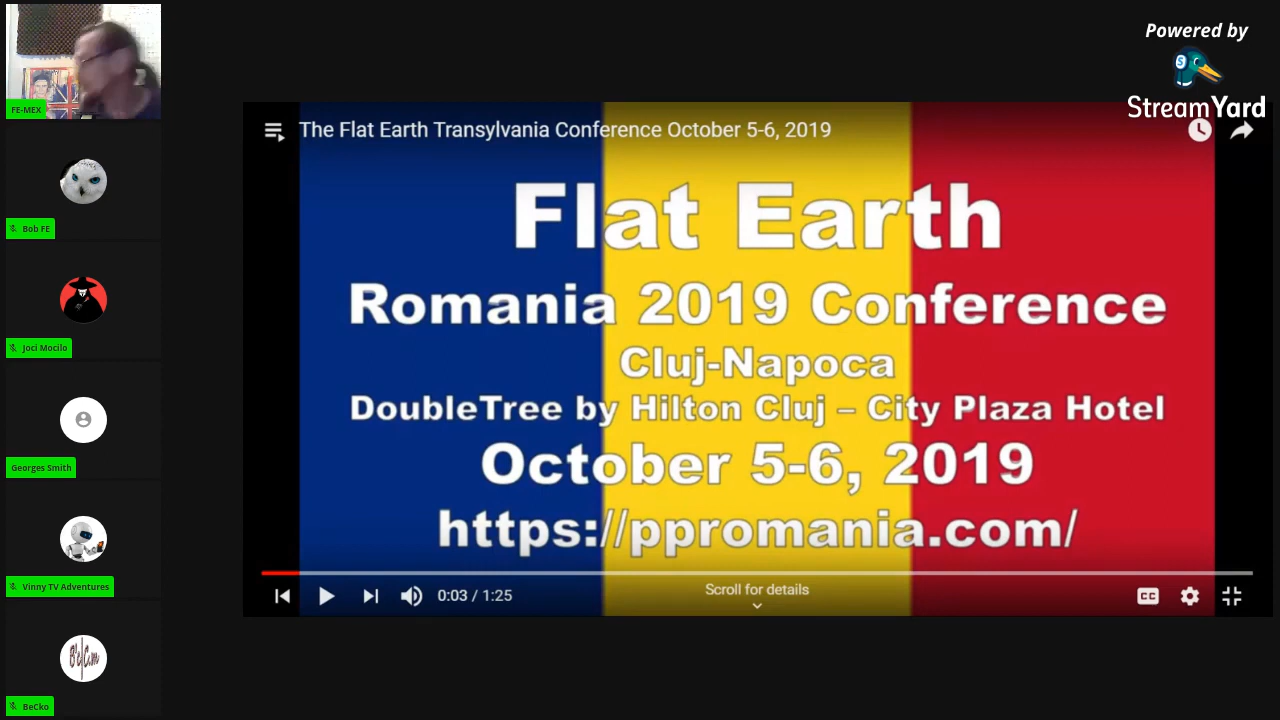 Powered by
StreamYard
FE-MEX
Bob FE
Joci Mocilo
Georges Smith
Vinny TV Adventures
BeCko
The Flat Earth Transylvania Conference October 5-6, 2019
Flat Earth
Romania 2019 Conference
Cluj-Napoca
DoubleTree by Hilton Cluj – City Plaza Hotel
October 5-6, 2019
https://ppromania.com/
0:03 / 1:25
Scroll for details
CC